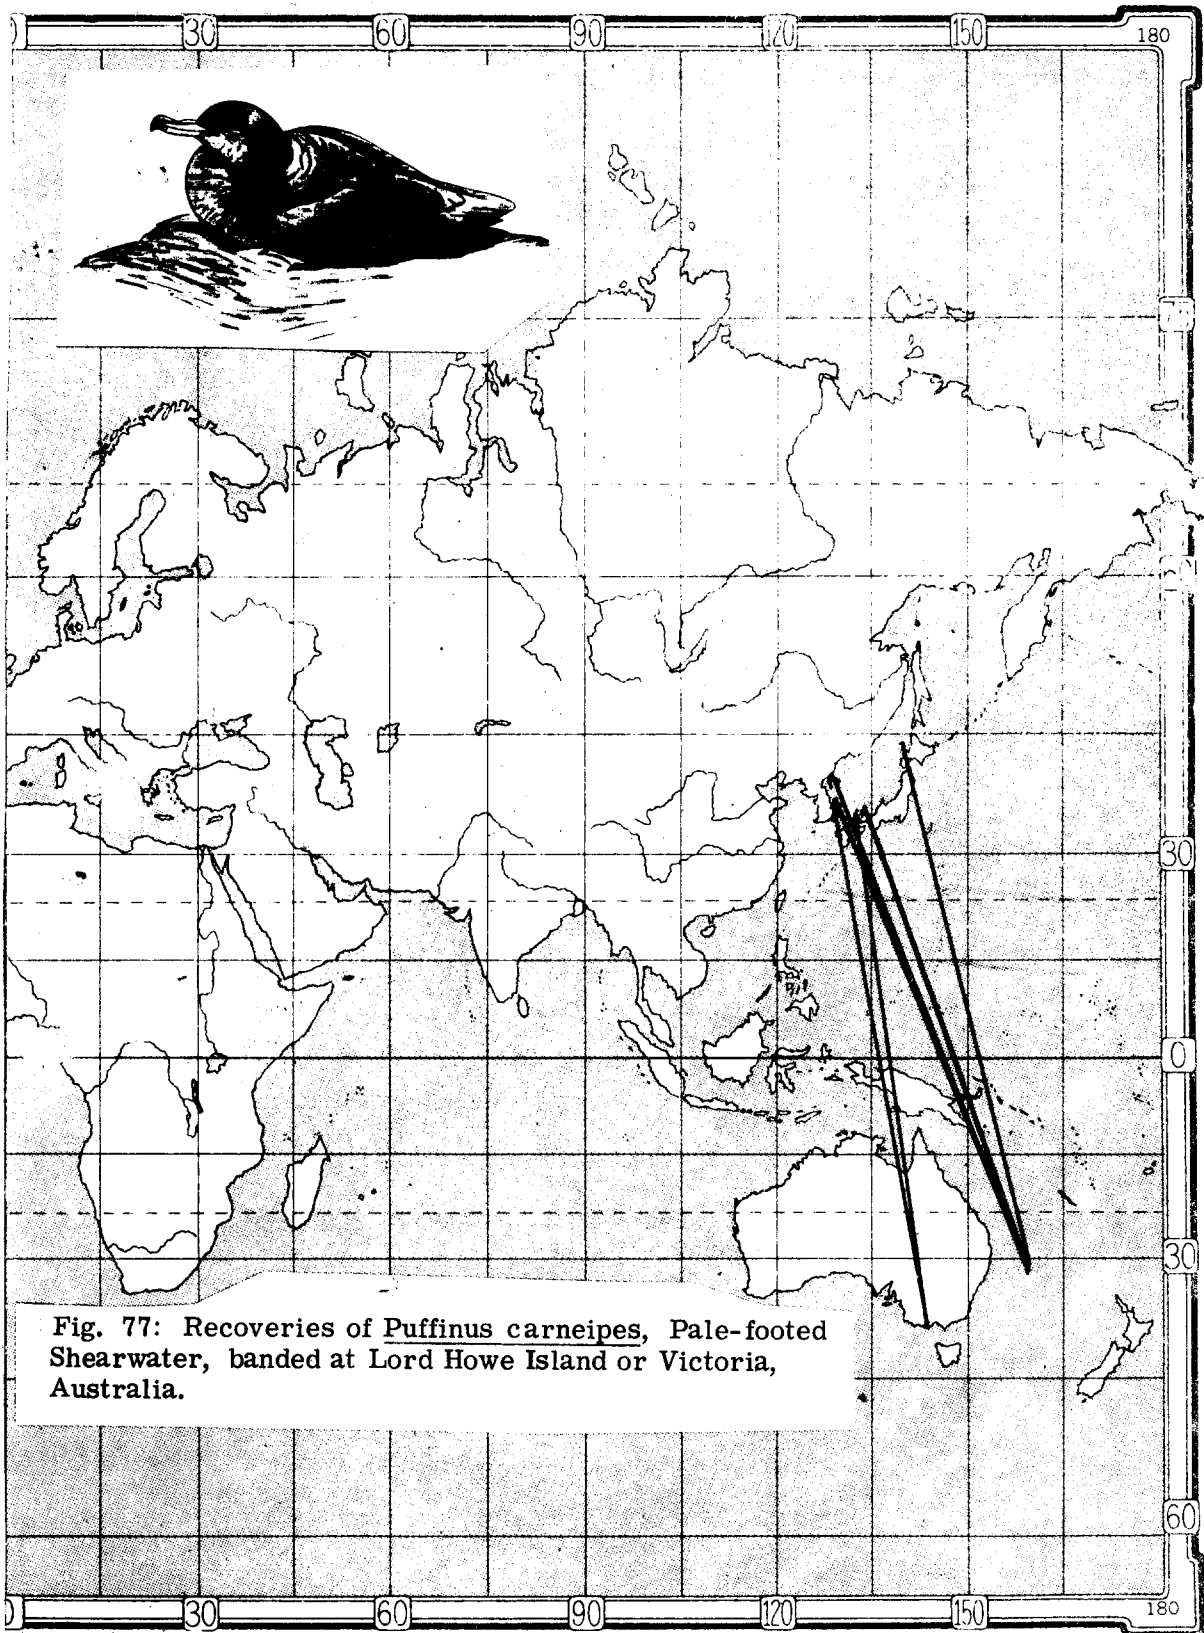 30 60 90 120 150 180
30
0
30
Fig. 77: Recoveries of Puffinus carneipes, Pale-footed
Shearwater, banded at Lord Howe Island or Victoria,
Australia.
60
30 60 90 120 150 180